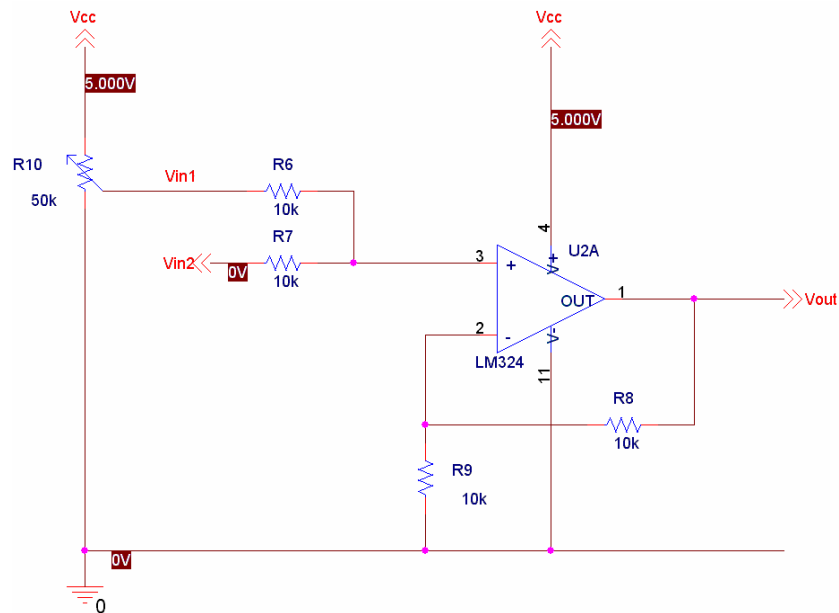 Vcc
Vcc
5.000V
5.000V
R10
50k
Vin1
R6
10k
R7
10k
Vin2
0V
3
+
2
-
4
+
V
U2A
OUT
1
Vout
V-
LM324
11
R8
10k
R9
10k
0V
0